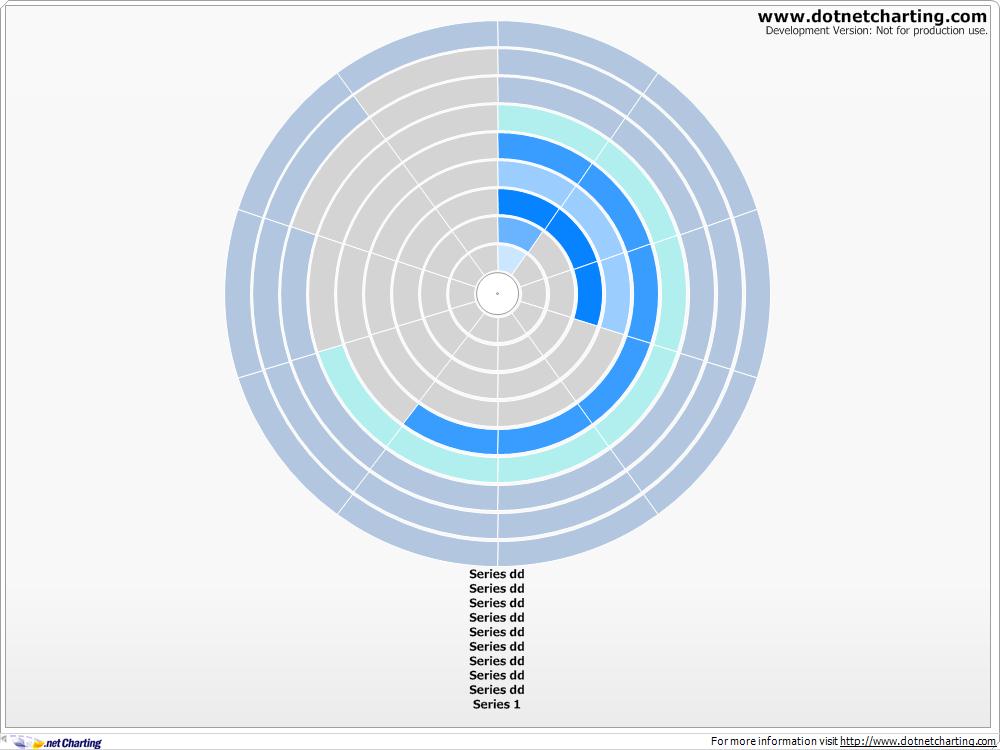 www.dotnetcharting.com
Development Version: Not for production use.
Series dd
Series dd
Series dd
Series dd
Series dd
Series dd
Series dd
Series dd
Series dd
Series 1
.net Charting
For more information visit http://www.dotnetcharting.com